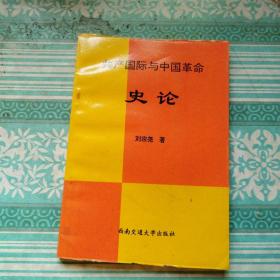 共产国际与中国革命
史论
刘宗尧 著
西南交通大学出版社